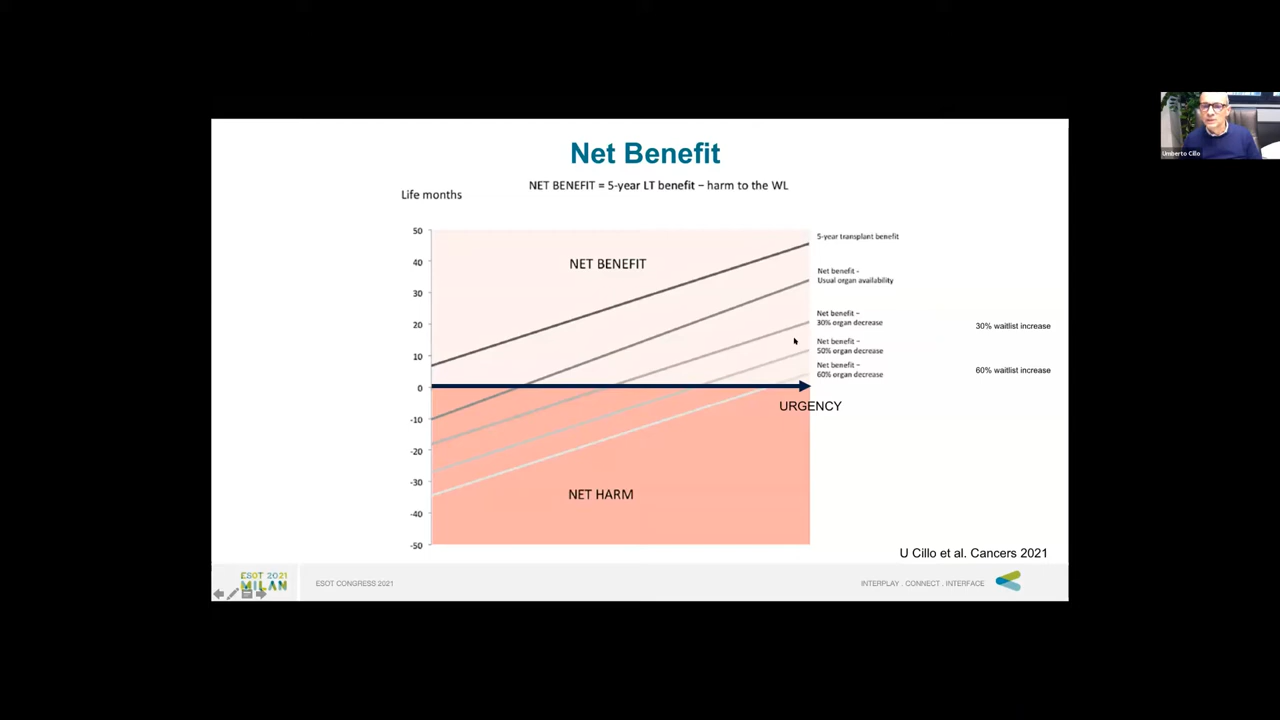 Net Benefit
NET BENEFIT = 5-year LT benefit – harm to the WL
Life months
50
40
30
20
10
0
-10
-20
-30
-40
-50
NET BENEFIT
NET HARM
5-year transplant benefit
Net benefit -
Usual organ availability
Net benefit –
30% organ decrease
30% waitlist increase
Net benefit –
50% organ decrease
Net benefit –
60% organ decrease
60% waitlist increase
URGENCY
U Cillo et al. Cancers 2021
ESOT 2021
MILAN
ESOT CONGRESS 2021
INTERPLAY . CONNECT . INTERFACE
Umberto Cillo